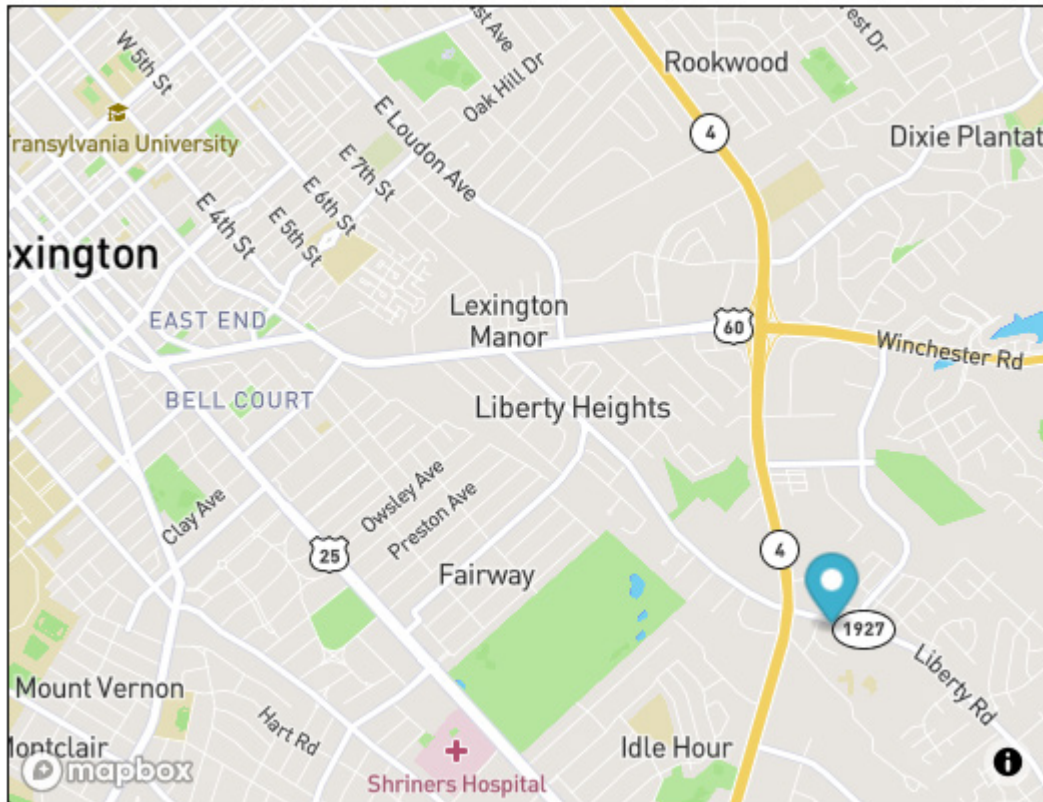 W 5th St
ransylvania University
E 4th St
E 5th St
E 6th St
E 7th St
E Loudon Ave
st Ave
Oak Hill Dr
Rookwood
est Dr
4
Dixie Plantat
exington
EAST END
BELL COURT
Lexington
Manor
60
Winchester Rd
Liberty Heights
Clay Ave
Owsley Ave
Preston Ave
25
Fairway
4
1927
Liberty Rd
Mount Vernon
Hart Rd
Montclair
Idle Hour
Shriners Hospital
mapbox
i